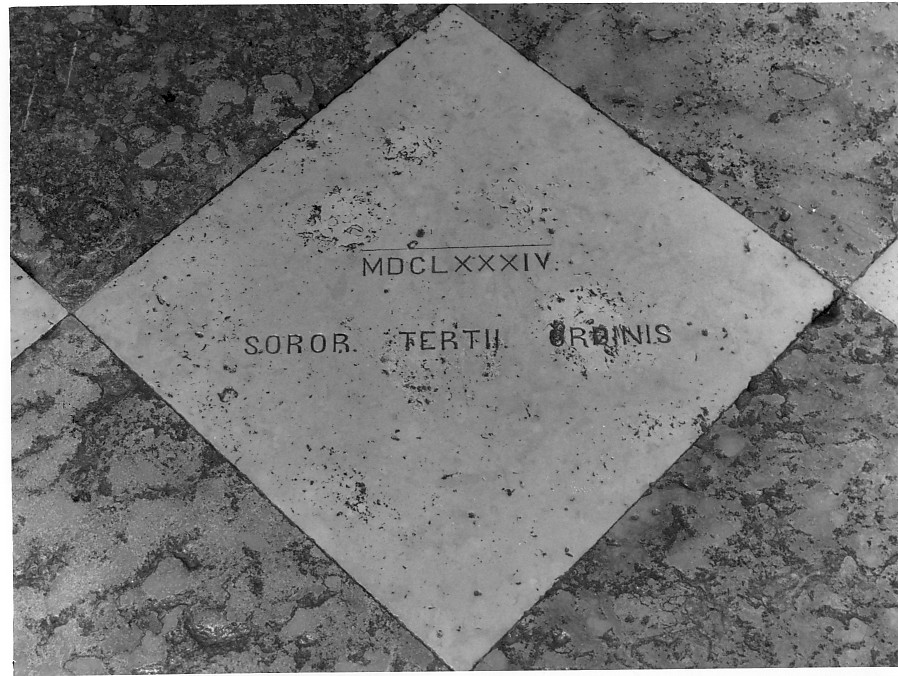 MDCLXXXIV.
SOROR. TERTII. ORDINIS